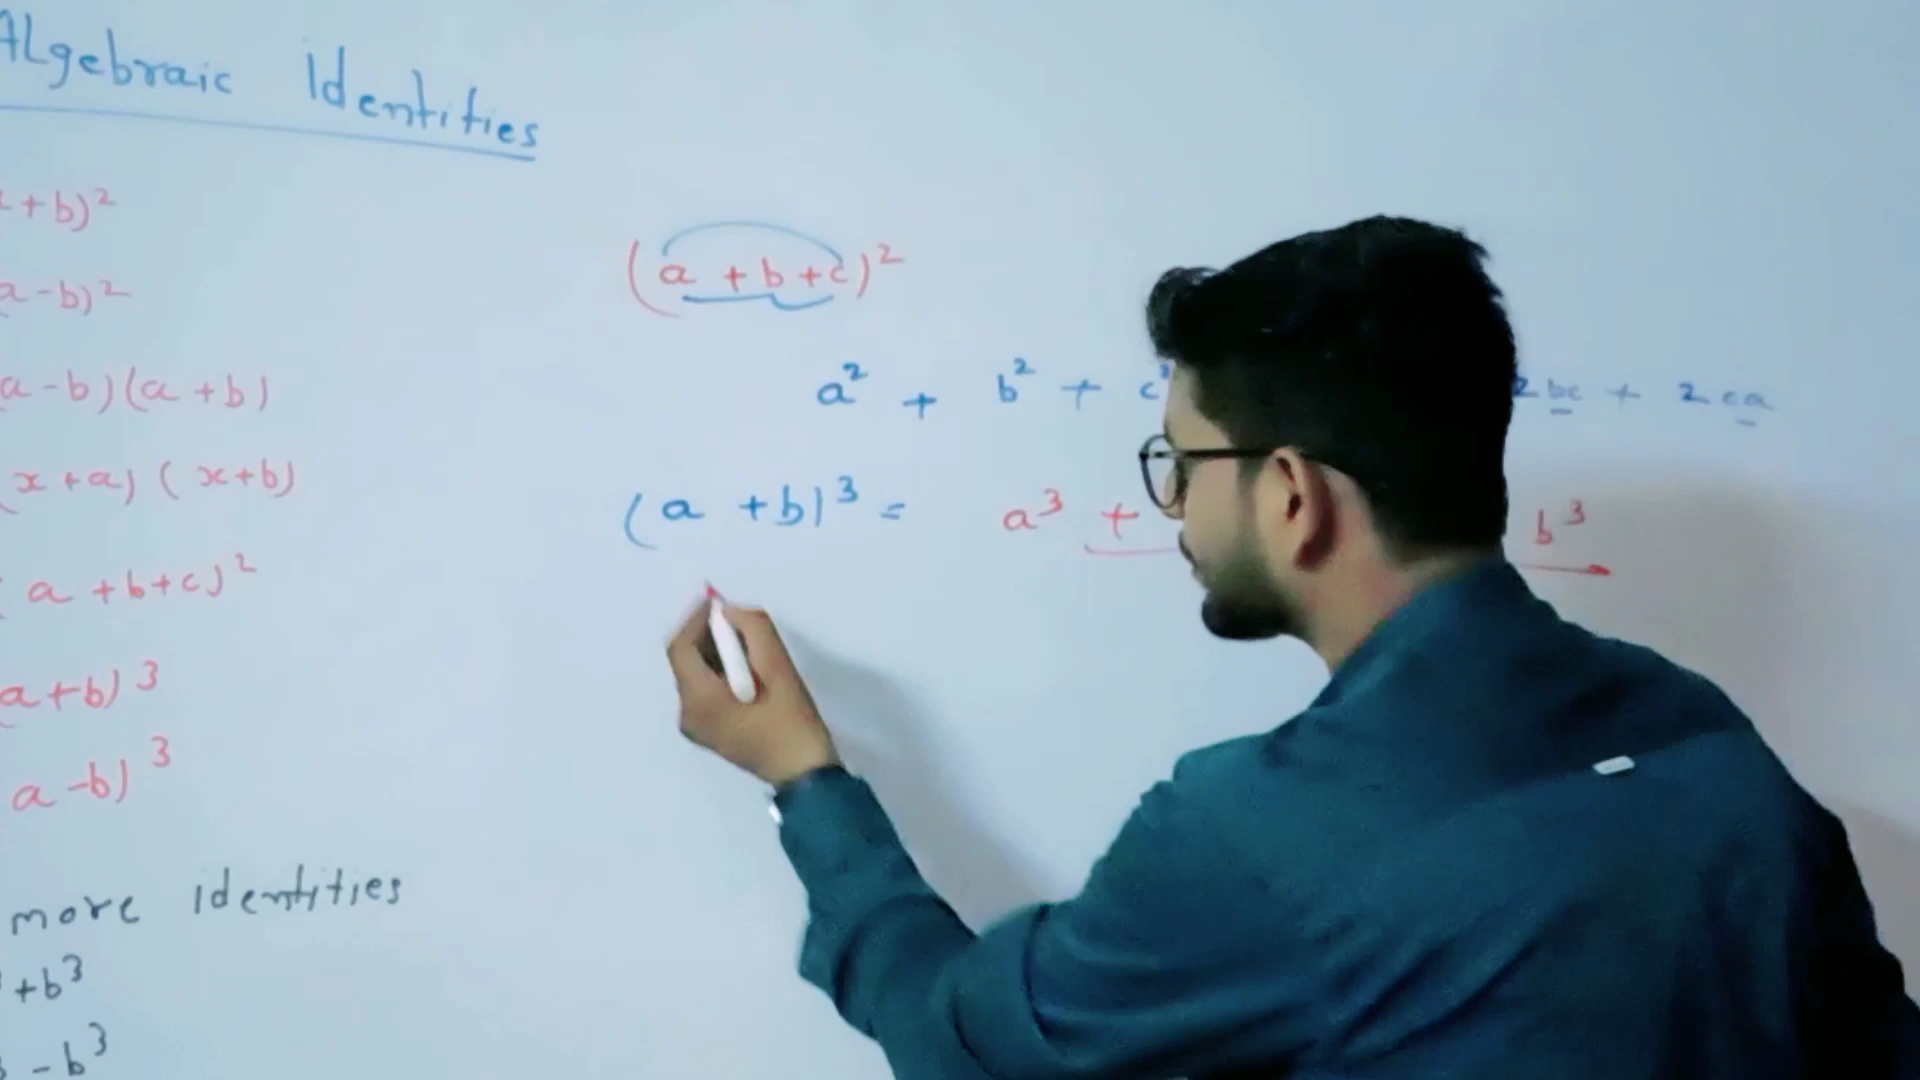 Algebraic Identities
+b)²
a-b)²
a-b)(a+b)
(x+a)(x+b)
(a+b+c)²
a+b)³
a-b)³
more identities
+b³
-b³
(a+b+c)²
a² + b² + c² 2bc + 2ca
(a+b)³ = a³ + b³